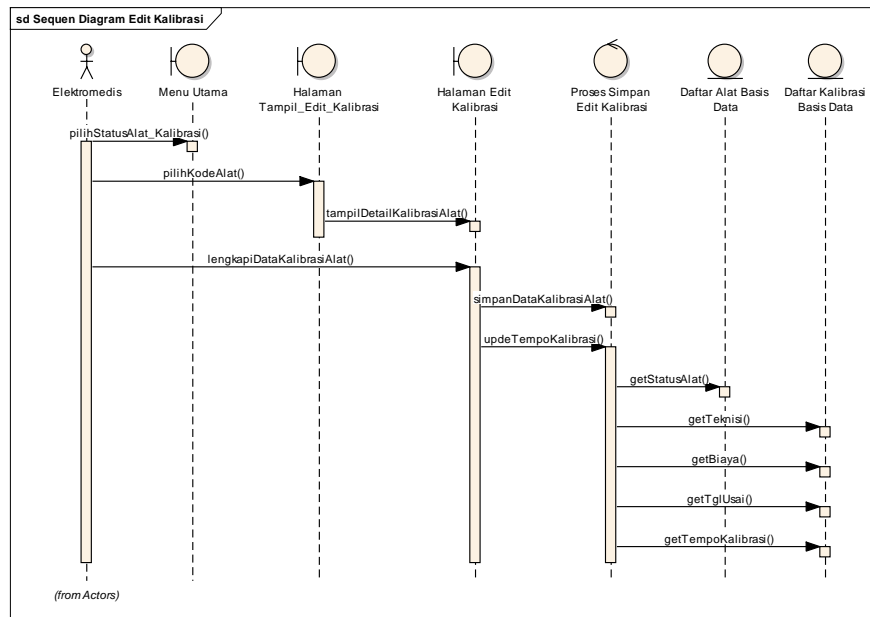 sd Sequen Diagram Edit Kalibrasi
Elektromedis
Menu Utama
Halaman
Tampil_Edit_Kalibrasi
Halaman Edit
Kalibrasi
Proses Simpan
Edit Kalibrasi
Daftar Alat Basis
Data
Daftar Kalibrasi
Basis Data
pilihStatusAlat_Kalibrasi()
pilihKodeAlat()
tampilDetailKalibrasiAlat()
lengkapiDataKalibrasiAlat()
simpanDataKalibrasiAlat()
updeTempoKalibrasi()
getStatusAlat()
getTeknisi()
getBiaya()
getTglUsai()
getTempoKalibrasi()
(from Actors)